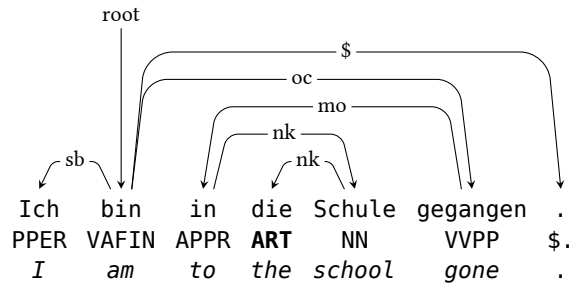 root
$
oc
mo
nk
sb nk
Ich bin in die Schule gegangen .
PPER VAFIN APPR ART NN VVPP $.
I am to the school gone .